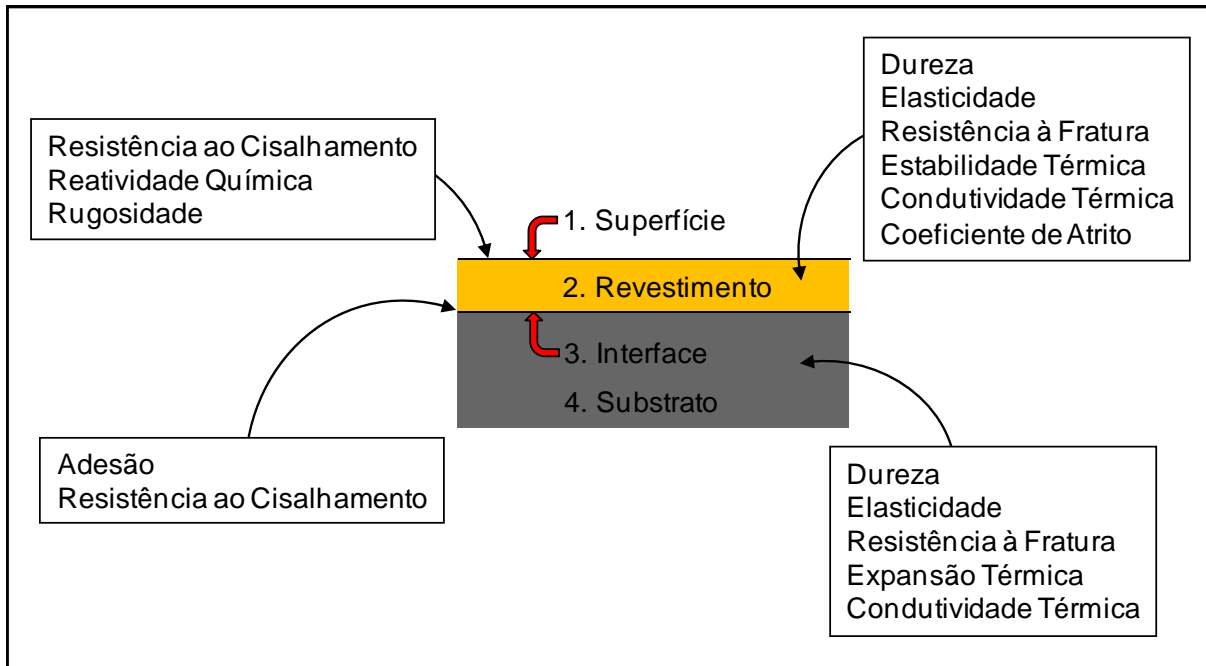 Resistência ao Cisalhamento
Reatividade Química
Rugosidade
Dureza
Elasticidade
Resistência à Fratura
Estabilidade Térmica
Condutividade Térmica
Coeficiente de Atrito
1. Superfície
2. Revestimento
3. Interface
4. Substrato
Adesão
Resistência ao Cisalhamento
Dureza
Elasticidade
Resistência à Fratura
Expansão Térmica
Condutividade Térmica